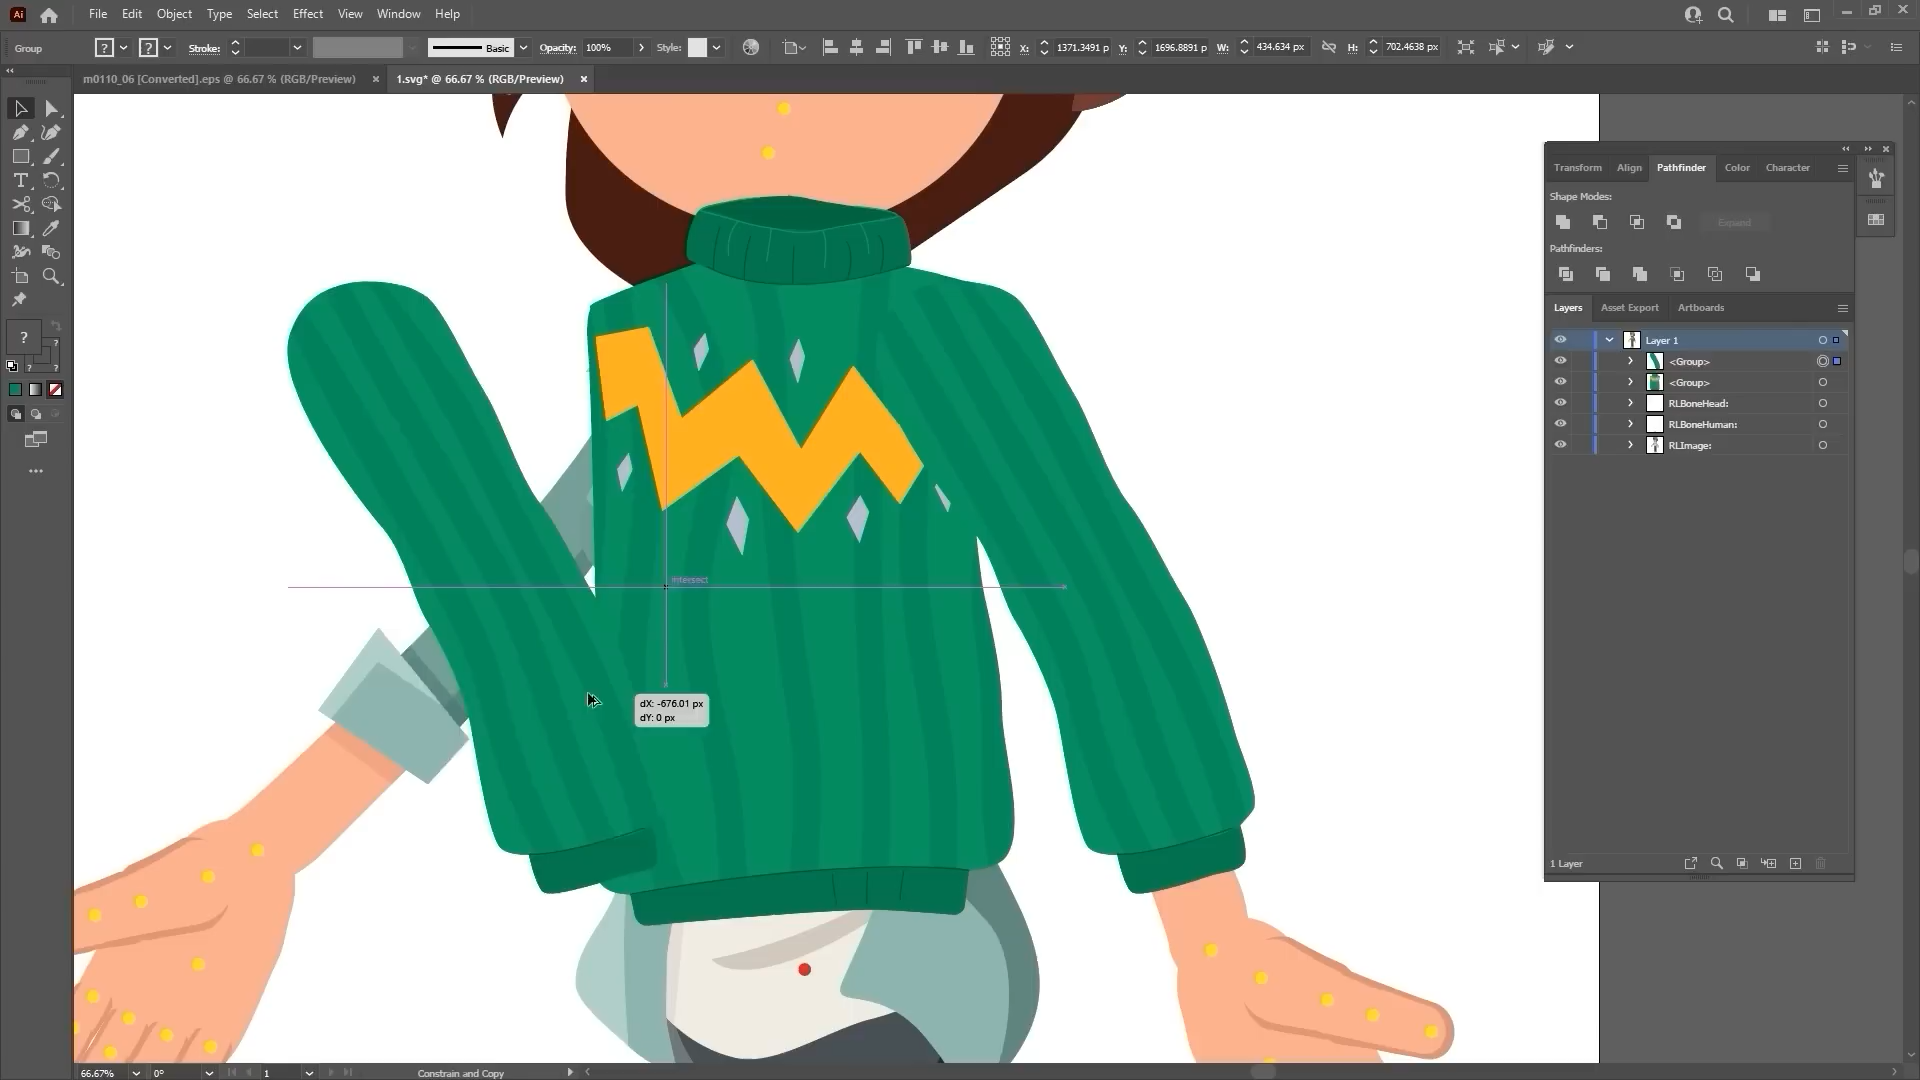 Ai File Edit Object Type Select Effect View Window Help
Group ? ? Stroke: Basic Opacity: 100% Style: X: 1371.3491 p Y: 1696.8891 p W: 434.634 px H: 702.4638 px
m0110_06 [Converted].eps @ 66.67 % (RGB/Preview) × 1.svg* @ 66.67 % (RGB/Preview) ×
Transform Align Pathfinder Color Character
Shape Modes:
Expand
Pathfinders:
Layers Asset Export Artboards
Layer 1
<Group>
<Group>
RLBoneHead:
RLBoneHuman:
RLImage:
?
?
? ?
intersect
dX: -676.01 px
dY: 0 px
1 Layer
66.67% 0° 1 Constrain and Copy